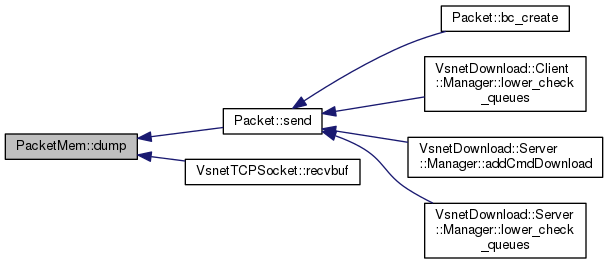 Packet::bc_create
VsnetDownload::Client
::Manager::lower_check
_queues
Packet::send
PacketMem::dump
VsnetDownload::Server
::Manager::addCmdDownload
VsnetTCPSocket::recvbuf
VsnetDownload::Server
::Manager::lower_check
_queues